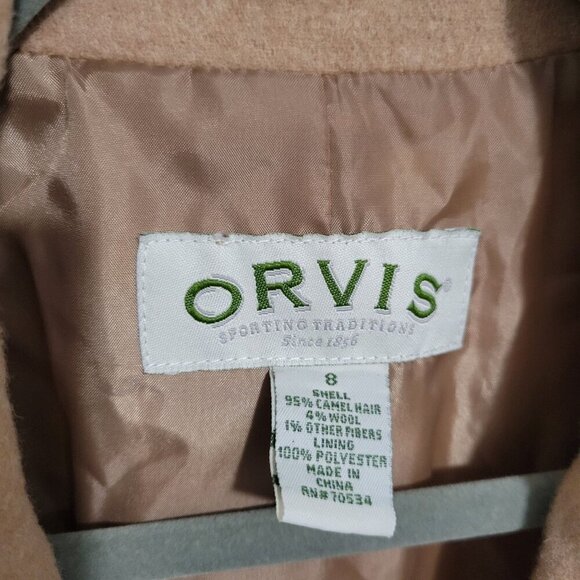 ORVIS®
SPORTING TRADITIONS
Since 1856
8
SHELL
95% CAMEL HAIR
4% WOOL
1% OTHER FIBERS
LINING
100% POLYESTER
MADE IN
CHINA
RN#70534